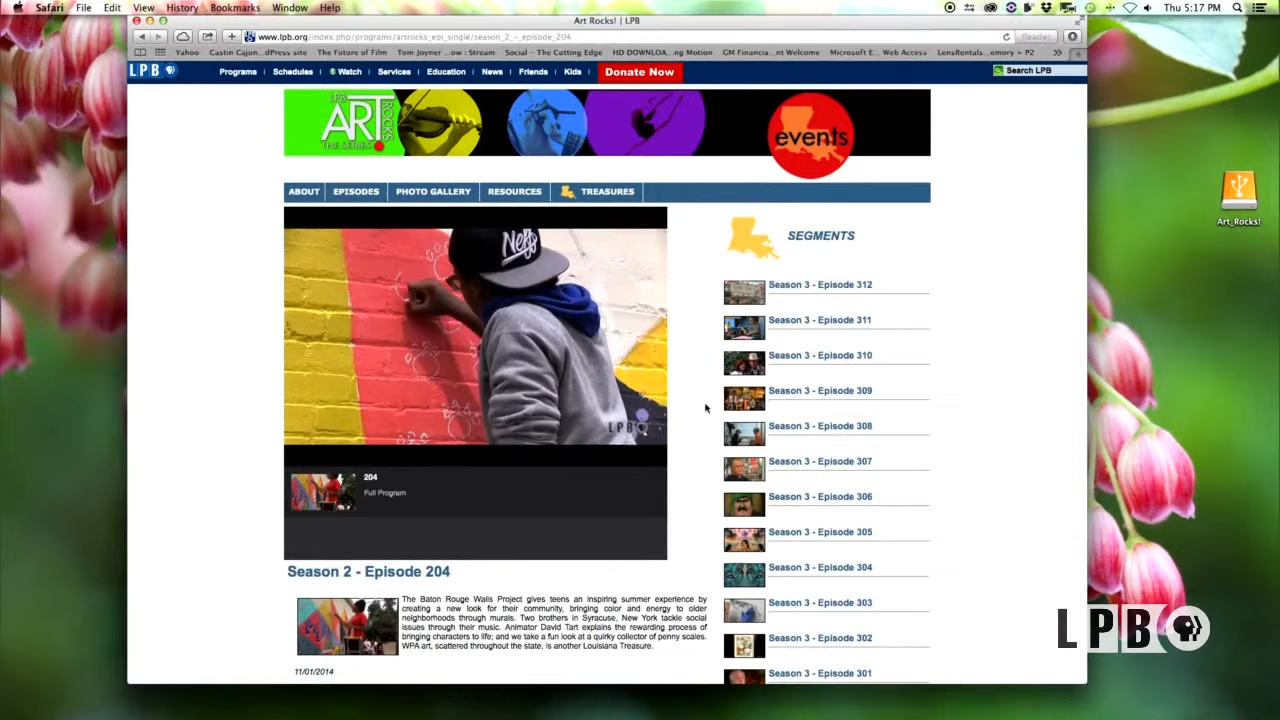 Safari File Edit View History Bookmarks Window Help Thu 5:17 PM
Art Rocks! | LPB
www.lpb.org/index.php/programs/artrocks_epi_single/season_2_-_episode_204 Reader
Yahoo Cascaden...dPress site The Future of Film Tom Joyner ...ow : Stream Social – The Cutting Edge HD DOWNLOA...ng Motion GM Financia...nt Welcome Microsoft E... Web Access LensRentals...emory > P2 >>
LPB Programs Schedules Watch Services Education News Friends Kids Donate Now Search LPB
LPB
ART ROCKS
THE SERIES
events
ABOUT EPISODES PHOTO GALLERY RESOURCES TREASURES
Neff
LPB
204
Full Program
Season 2 - Episode 204
The Baton Rouge Walls Project gives teens an inspiring summer experience by
creating a new look for their community, bringing color and energy to older
neighborhoods through murals. Two brothers in Syracuse, New York tackle social
issues through their music. Animator David Tart explains the rewarding process of
bringing characters to life; and we take a fun look at a quirky collector of penny scales.
WPA art, scattered throughout the state, is another Louisiana Treasure.
11/01/2014
SEGMENTS
Season 3 - Episode 312
Season 3 - Episode 311
Season 3 - Episode 310
Season 3 - Episode 309
Season 3 - Episode 308
Season 3 - Episode 307
Season 3 - Episode 306
Season 3 - Episode 305
Season 3 - Episode 304
Season 3 - Episode 303
Season 3 - Episode 302
Season 3 - Episode 301
Art_Rocks!
LPB